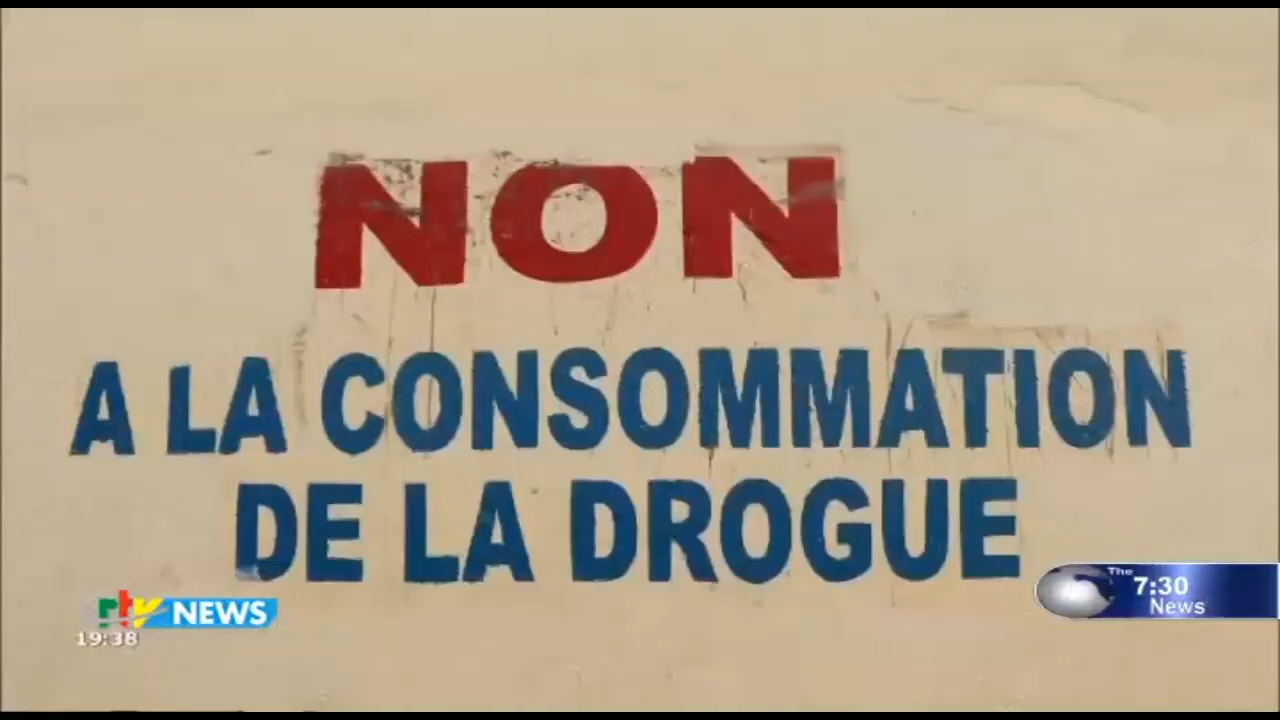 NON
A LA CONSOMMATION
DE LA DROGUE
rtv NEWS
19:38
The
7:30
News